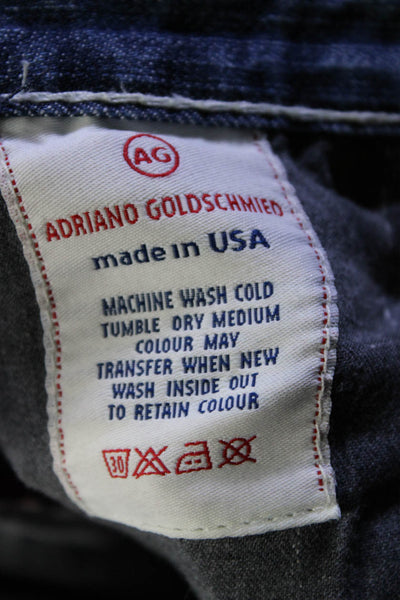 AG
ADRIANO GOLDSCHMIED
made in USA
MACHINE WASH COLD
TUMBLE DRY MEDIUM
COLOUR MAY
TRANSFER WHEN NEW
WASH INSIDE OUT
TO RETAIN COLOUR
30